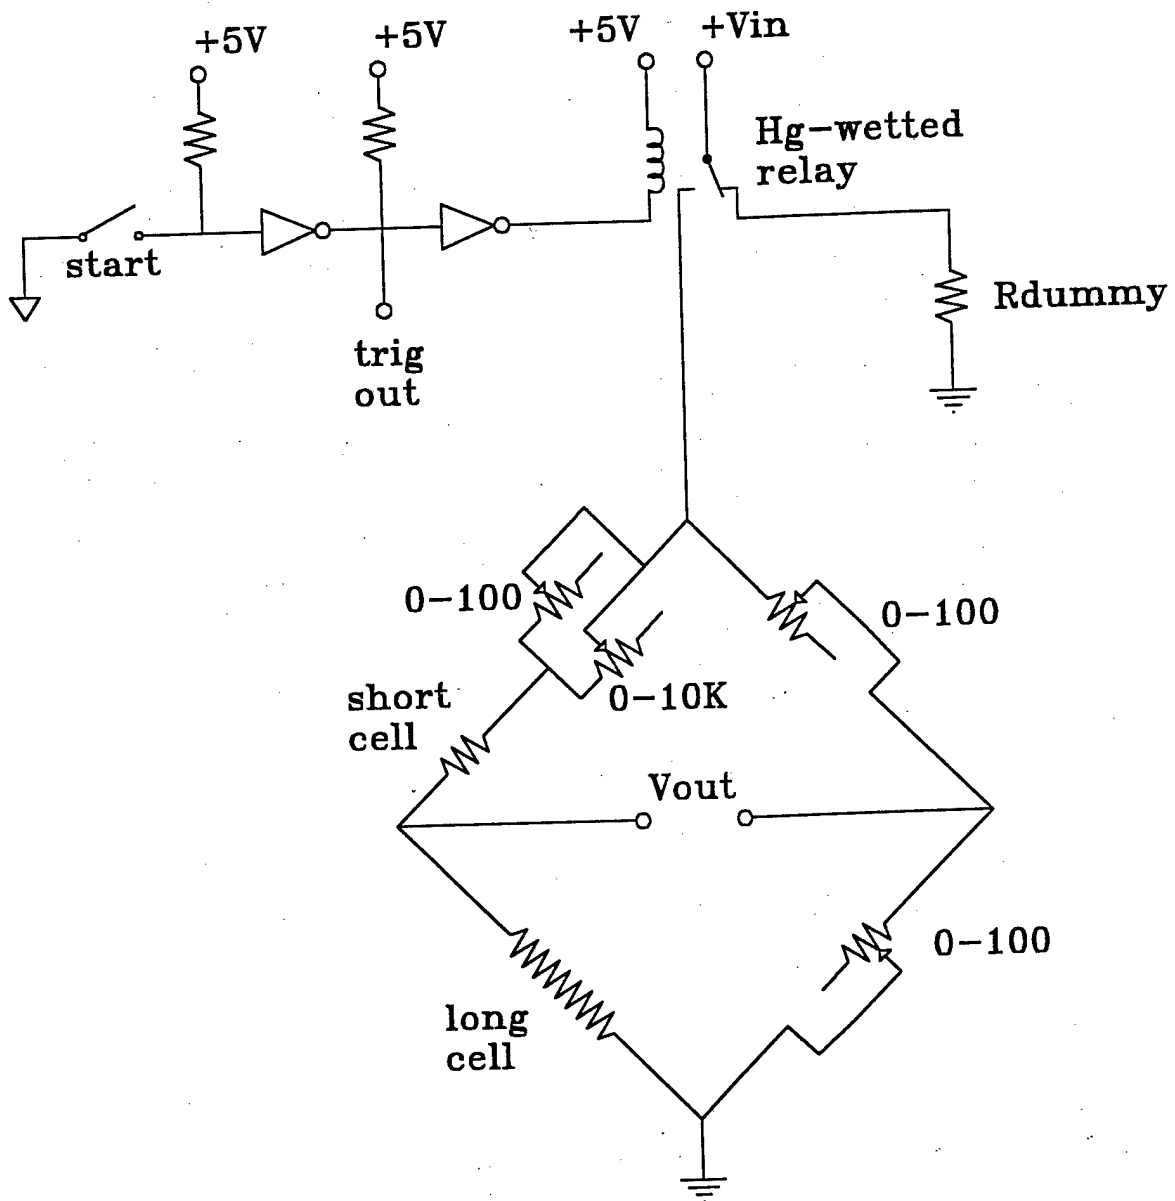 +5V
+5V
+5V
+Vin
Hg-wetted
relay
start
Rdummy
trig
out
0-100
0-100
0-10K
short
cell
Vout
0-100
long
cell